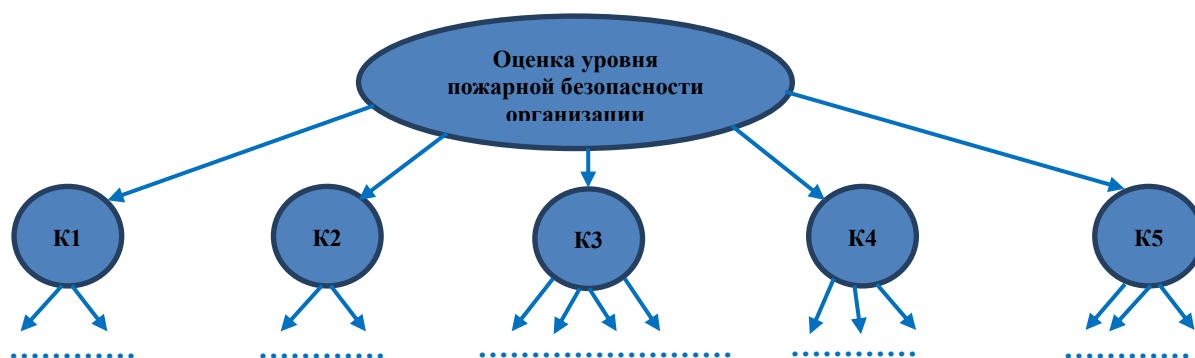 Оценка уровня
пожарной безопасности
организации
К1
К2
К3
К4
К5